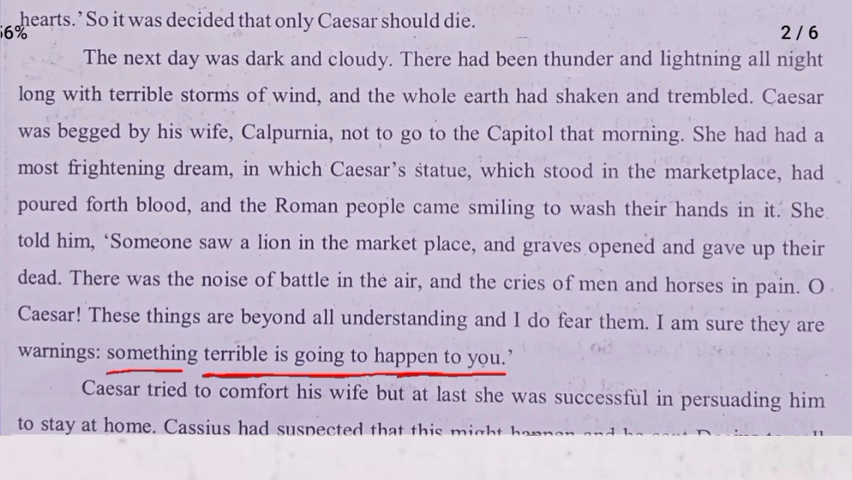 hearts.’ So it was decided that only Caesar should die.
6%
2 / 6
The next day was dark and cloudy. There had been thunder and lightning all night
long with terrible storms of wind, and the whole earth had shaken and trembled. Caesar
was begged by his wife, Calpurnia, not to go to the Capitol that morning. She had had a
most frightening dream, in which Caesar’s statue, which stood in the marketplace, had
poured forth blood, and the Roman people came smiling to wash their hands in it. She
told him, ‘Someone saw a lion in the market place, and graves opened and gave up their
dead. There was the noise of battle in the air, and the cries of men and horses in pain. O
Caesar! These things are beyond all understanding and I do fear them. I am sure they are
warnings: something terrible is going to happen to you.’
Caesar tried to comfort his wife but at last she was successful in persuading him
to stay at home. Cassius had suspected that this might happen and he sent